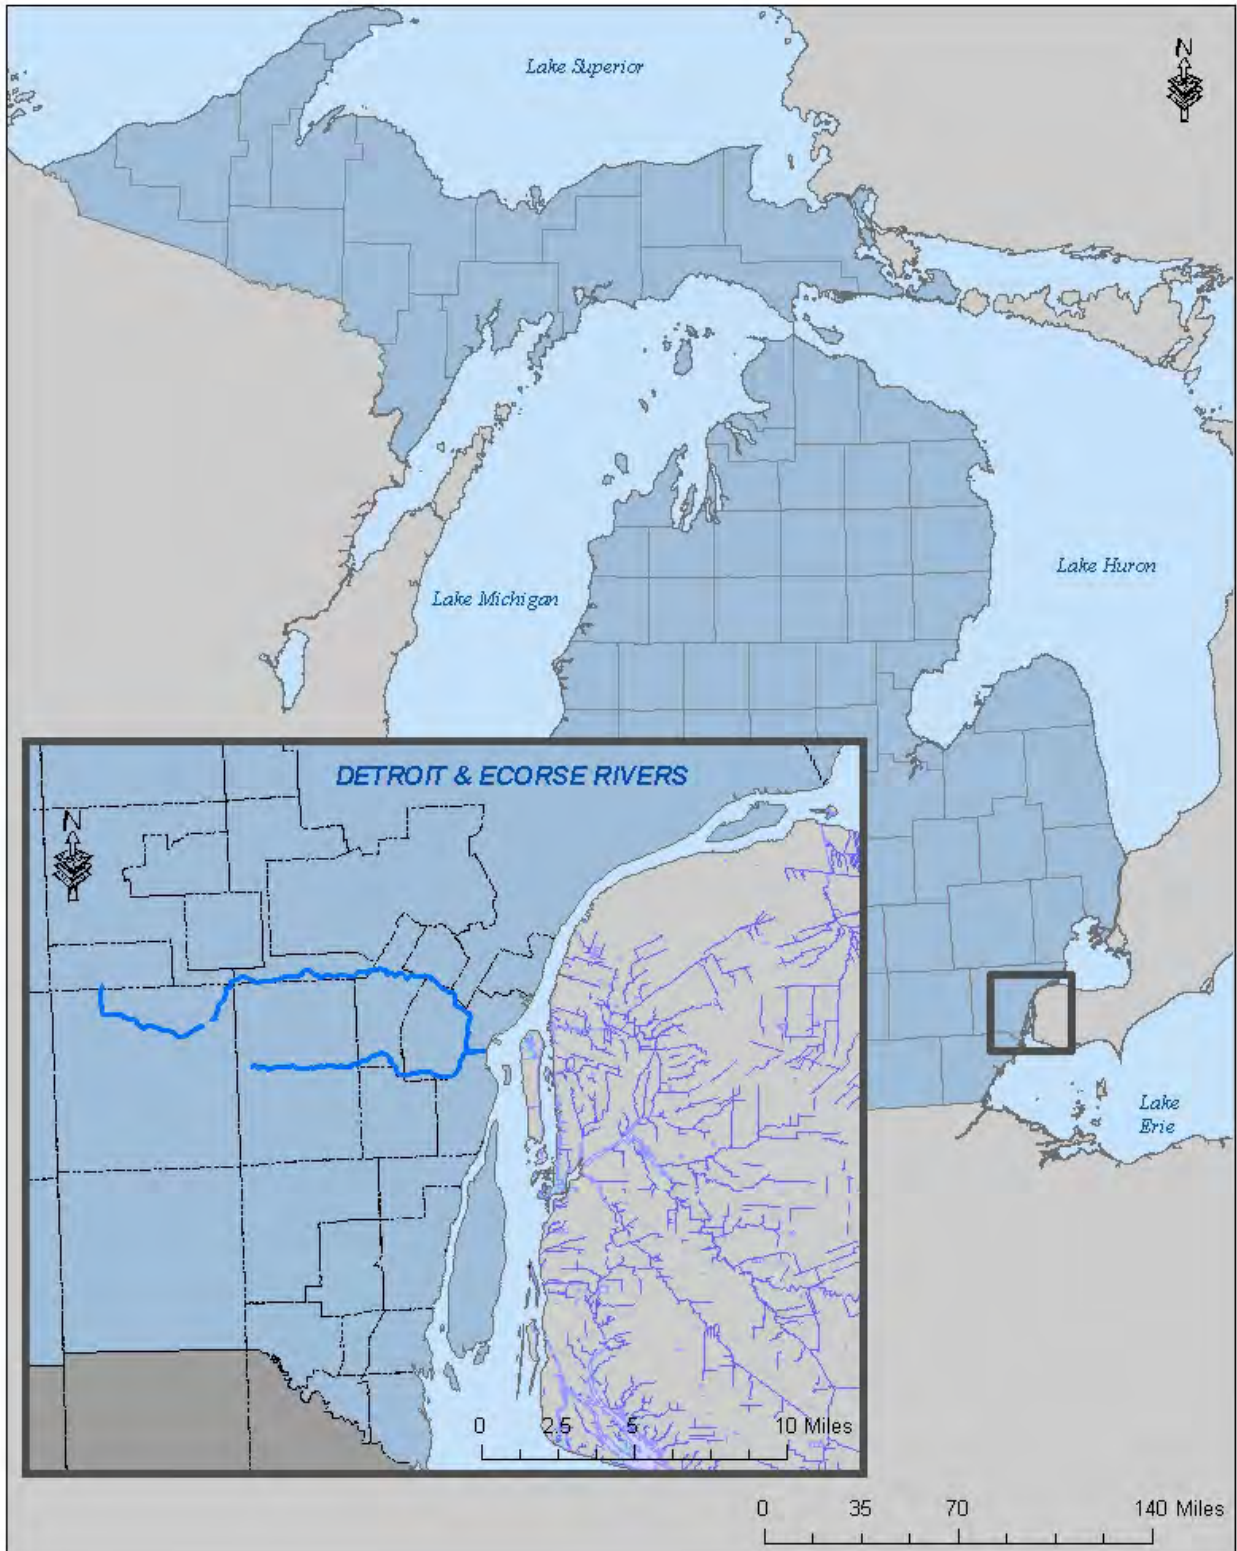 Lake Superior
N
Lake Huron
Lake Michigan
DETROIT & ECORSE RIVERS
N
Lake
Erie
0 2.5 5 10 Miles
0 35 70 140 Miles